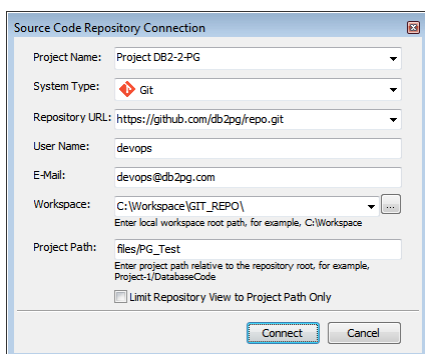 Source Code Repository Connection
Project Name: Project DB2-2-PG
System Type: Git
Repository URL: https://github.com/db2pg/repo.git
User Name: devops
E-Mail: devops@db2pg.com
Workspace: C:\Workspace\GIT_REPO\ ...
Enter local workspace root path, for example, C:\Workspace
Project Path: files/PG_Test
Enter project path relative to the repository root, for example,
Project-1/DatabaseCode
Limit Repository View to Project Path Only
Connect Cancel